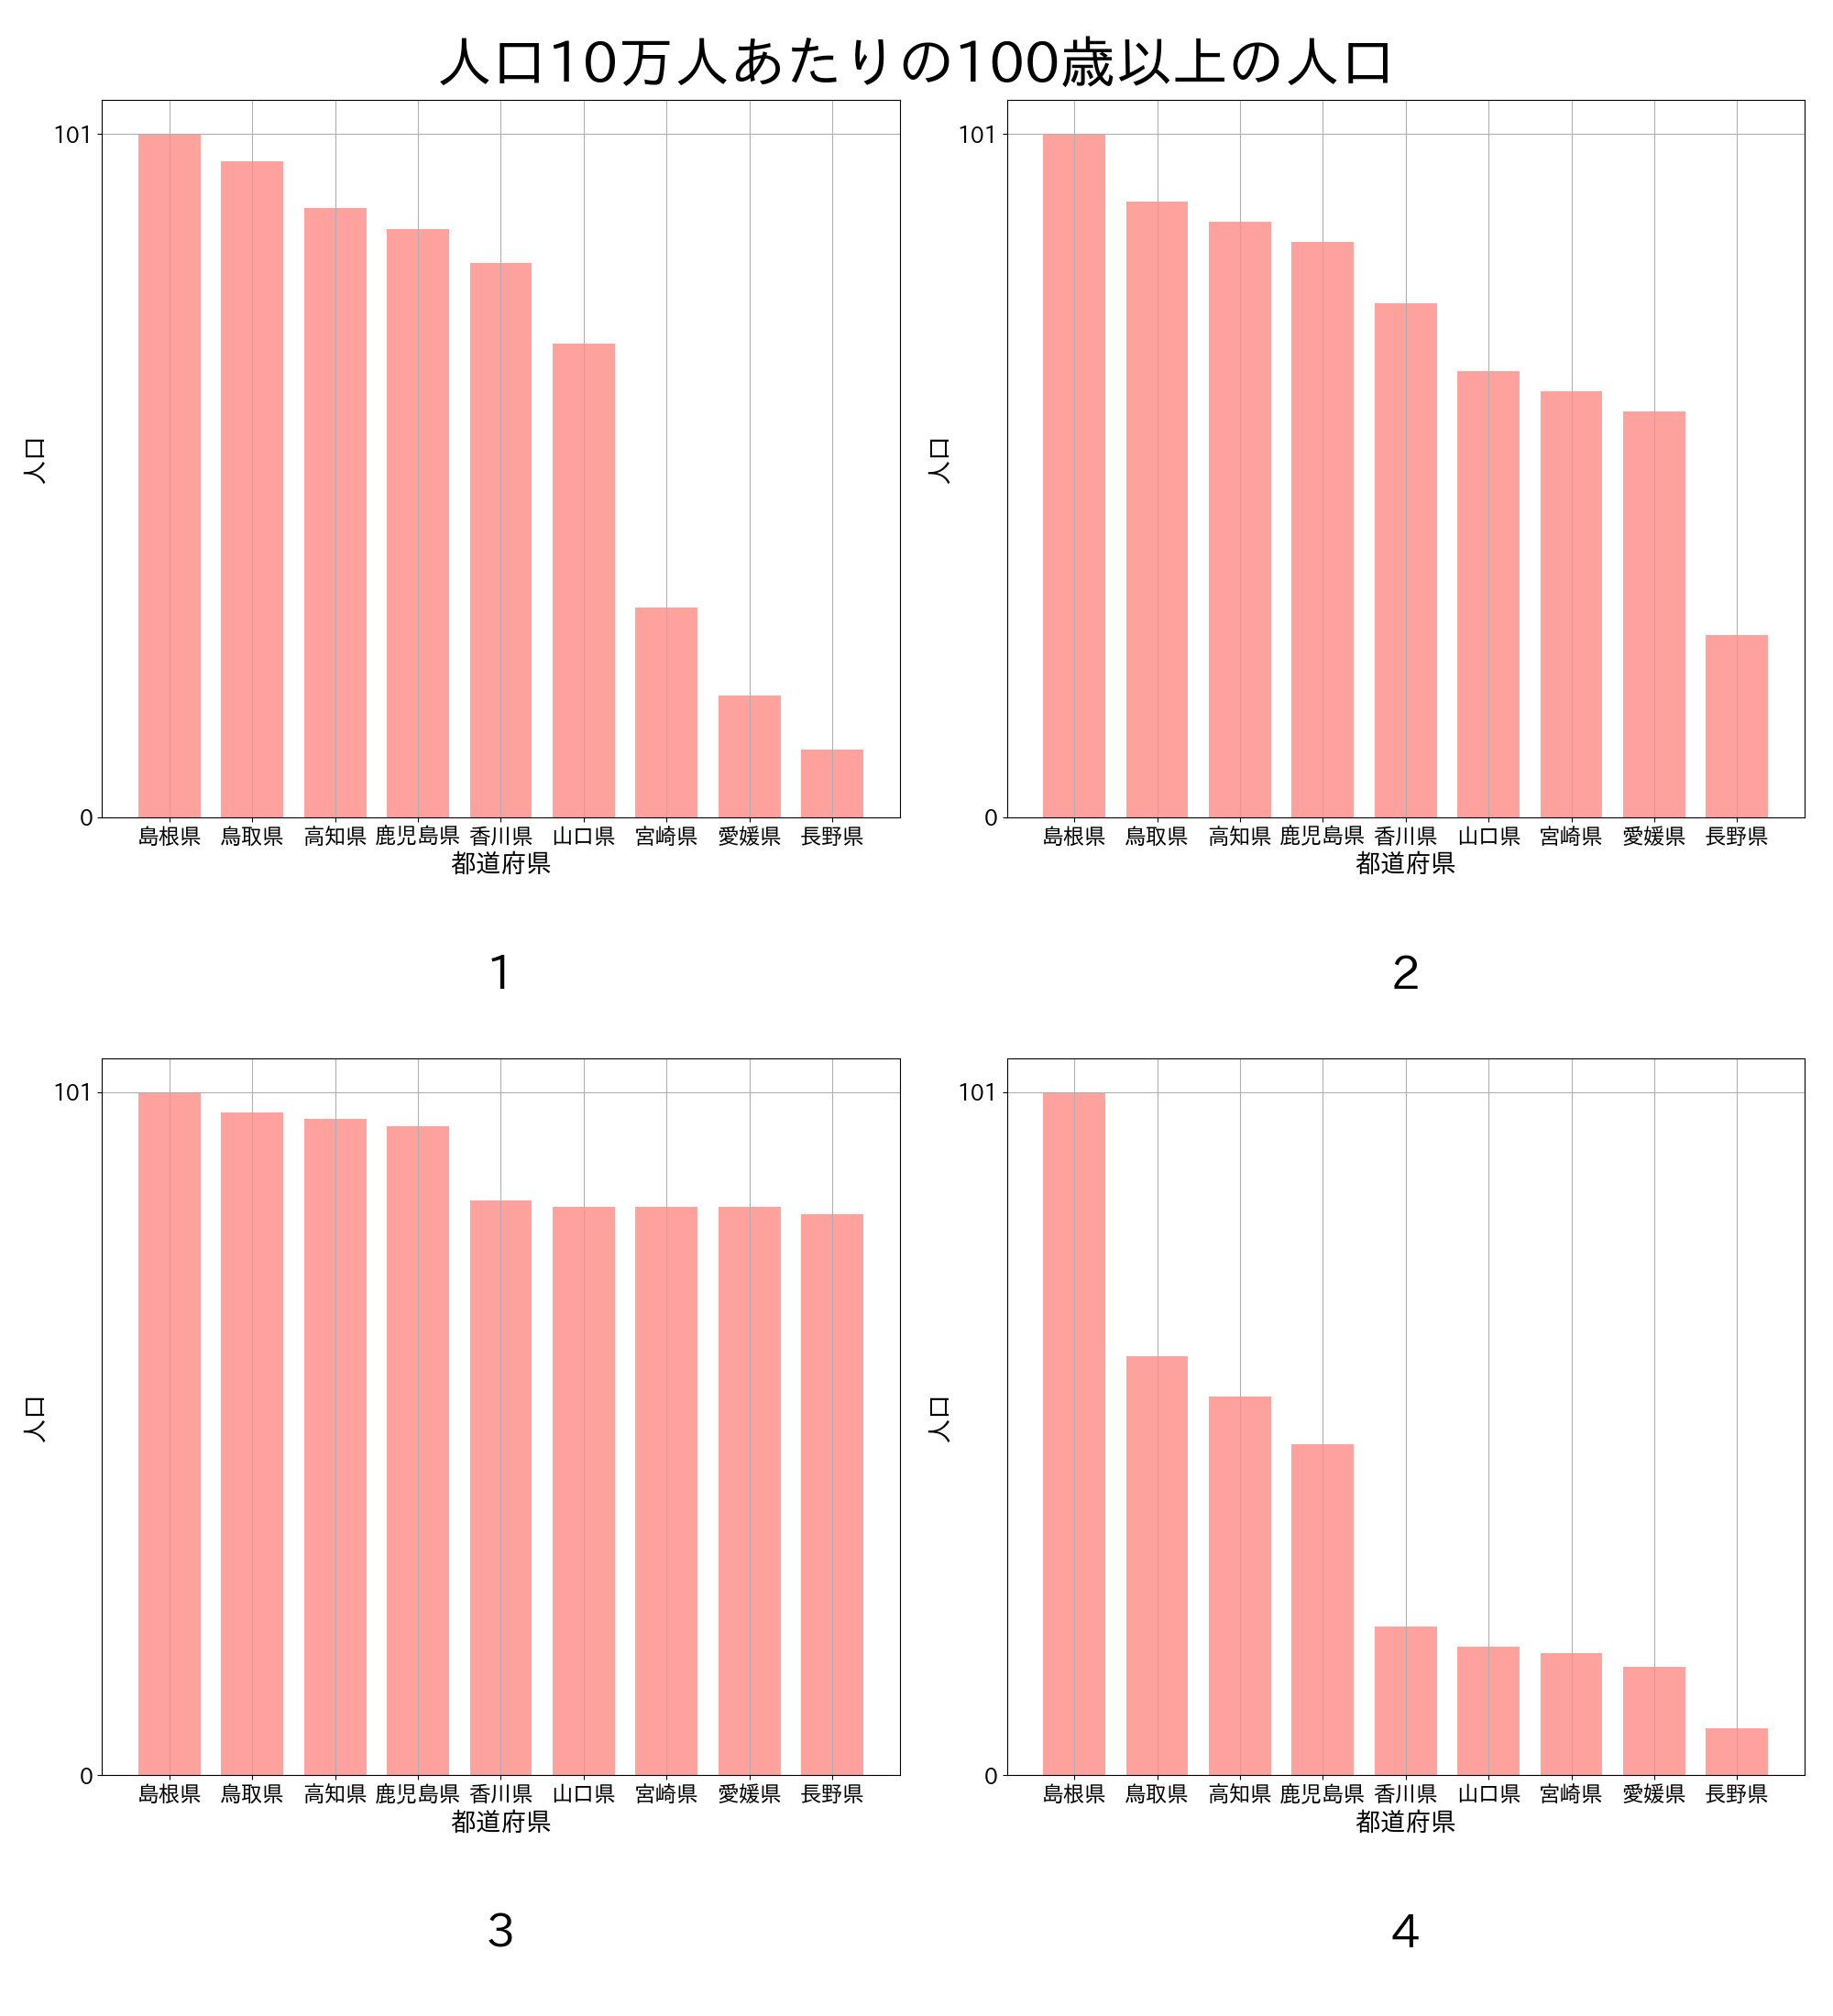 人口10万人あたりの100歳以上の人口
101
0
人口
島根県 鳥取県 高知県 鹿児島県 香川県 山口県 宮崎県 愛媛県 長野県
都道府県
1
101
0
人口
島根県 鳥取県 高知県 鹿児島県 香川県 山口県 宮崎県 愛媛県 長野県
都道府県
2
101
0
人口
島根県 鳥取県 高知県 鹿児島県 香川県 山口県 宮崎県 愛媛県 長野県
都道府県
3
101
0
人口
島根県 鳥取県 高知県 鹿児島県 香川県 山口県 宮崎県 愛媛県 長野県
都道府県
4